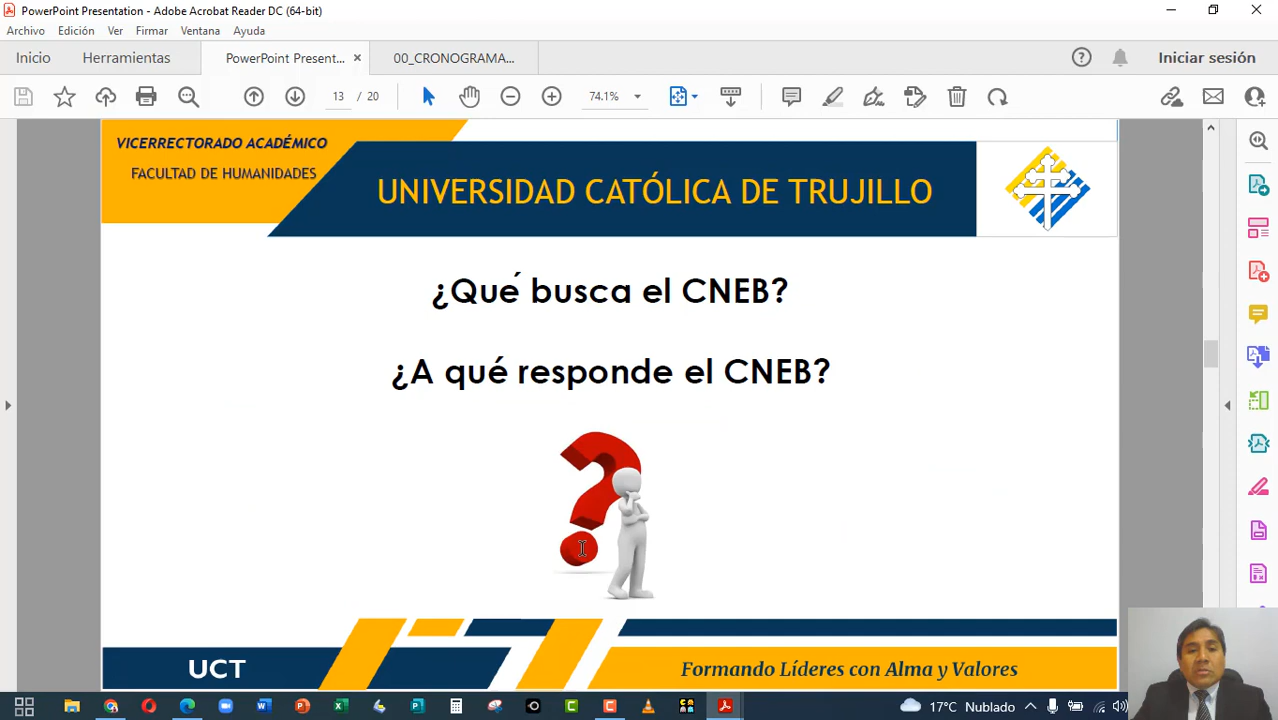 PowerPoint Presentation - Adobe Acrobat Reader DC (64-bit)
Archivo Edición Ver Firmar Ventana Ayuda
Inicio Herramientas PowerPoint Present... × 00_CRONOGRAMA... Iniciar sesión
13 / 20 74.1%
VICERRECTORADO ACADÉMICO
FACULTAD DE HUMANIDADES
UNIVERSIDAD CATÓLICA DE TRUJILLO
¿Qué busca el CNEB?
¿A qué responde el CNEB?
UCT
Formando Líderes con Alma y Valores
17°C Nublado